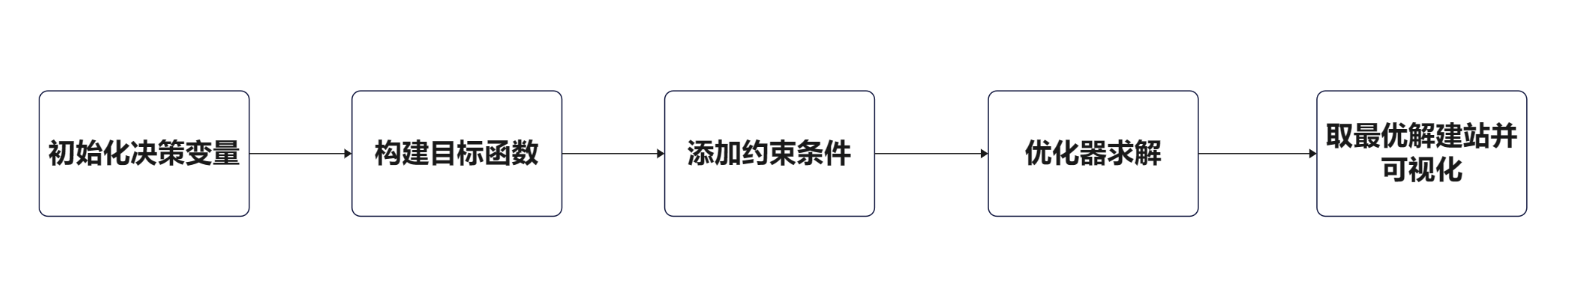 初始化决策变量
构建目标函数
添加约束条件
优化器求解
取最优解建站并
可视化